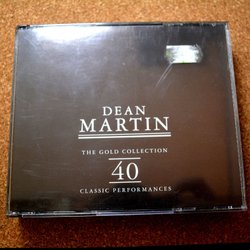 DEAN
MARTIN
THE GOLD COLLECTION
40
CLASSIC PERFORMANCES